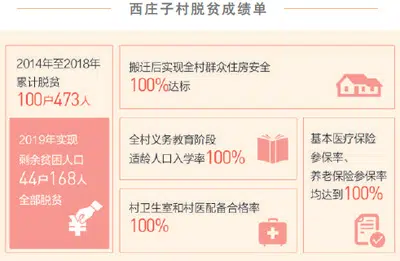 西庄子村脱贫成绩单
2014年至2018年
累计脱贫
100户473人
搬迁后实现全村群众住房安全
100%达标
2019年实现
剩余贫困人口
44户168人
全部脱贫
全村义务教育阶段
适龄人口入学率100%
基本医疗保险
参保率、
养老保险参保率
均达到100%
村卫生室和村医配备合格率
100%